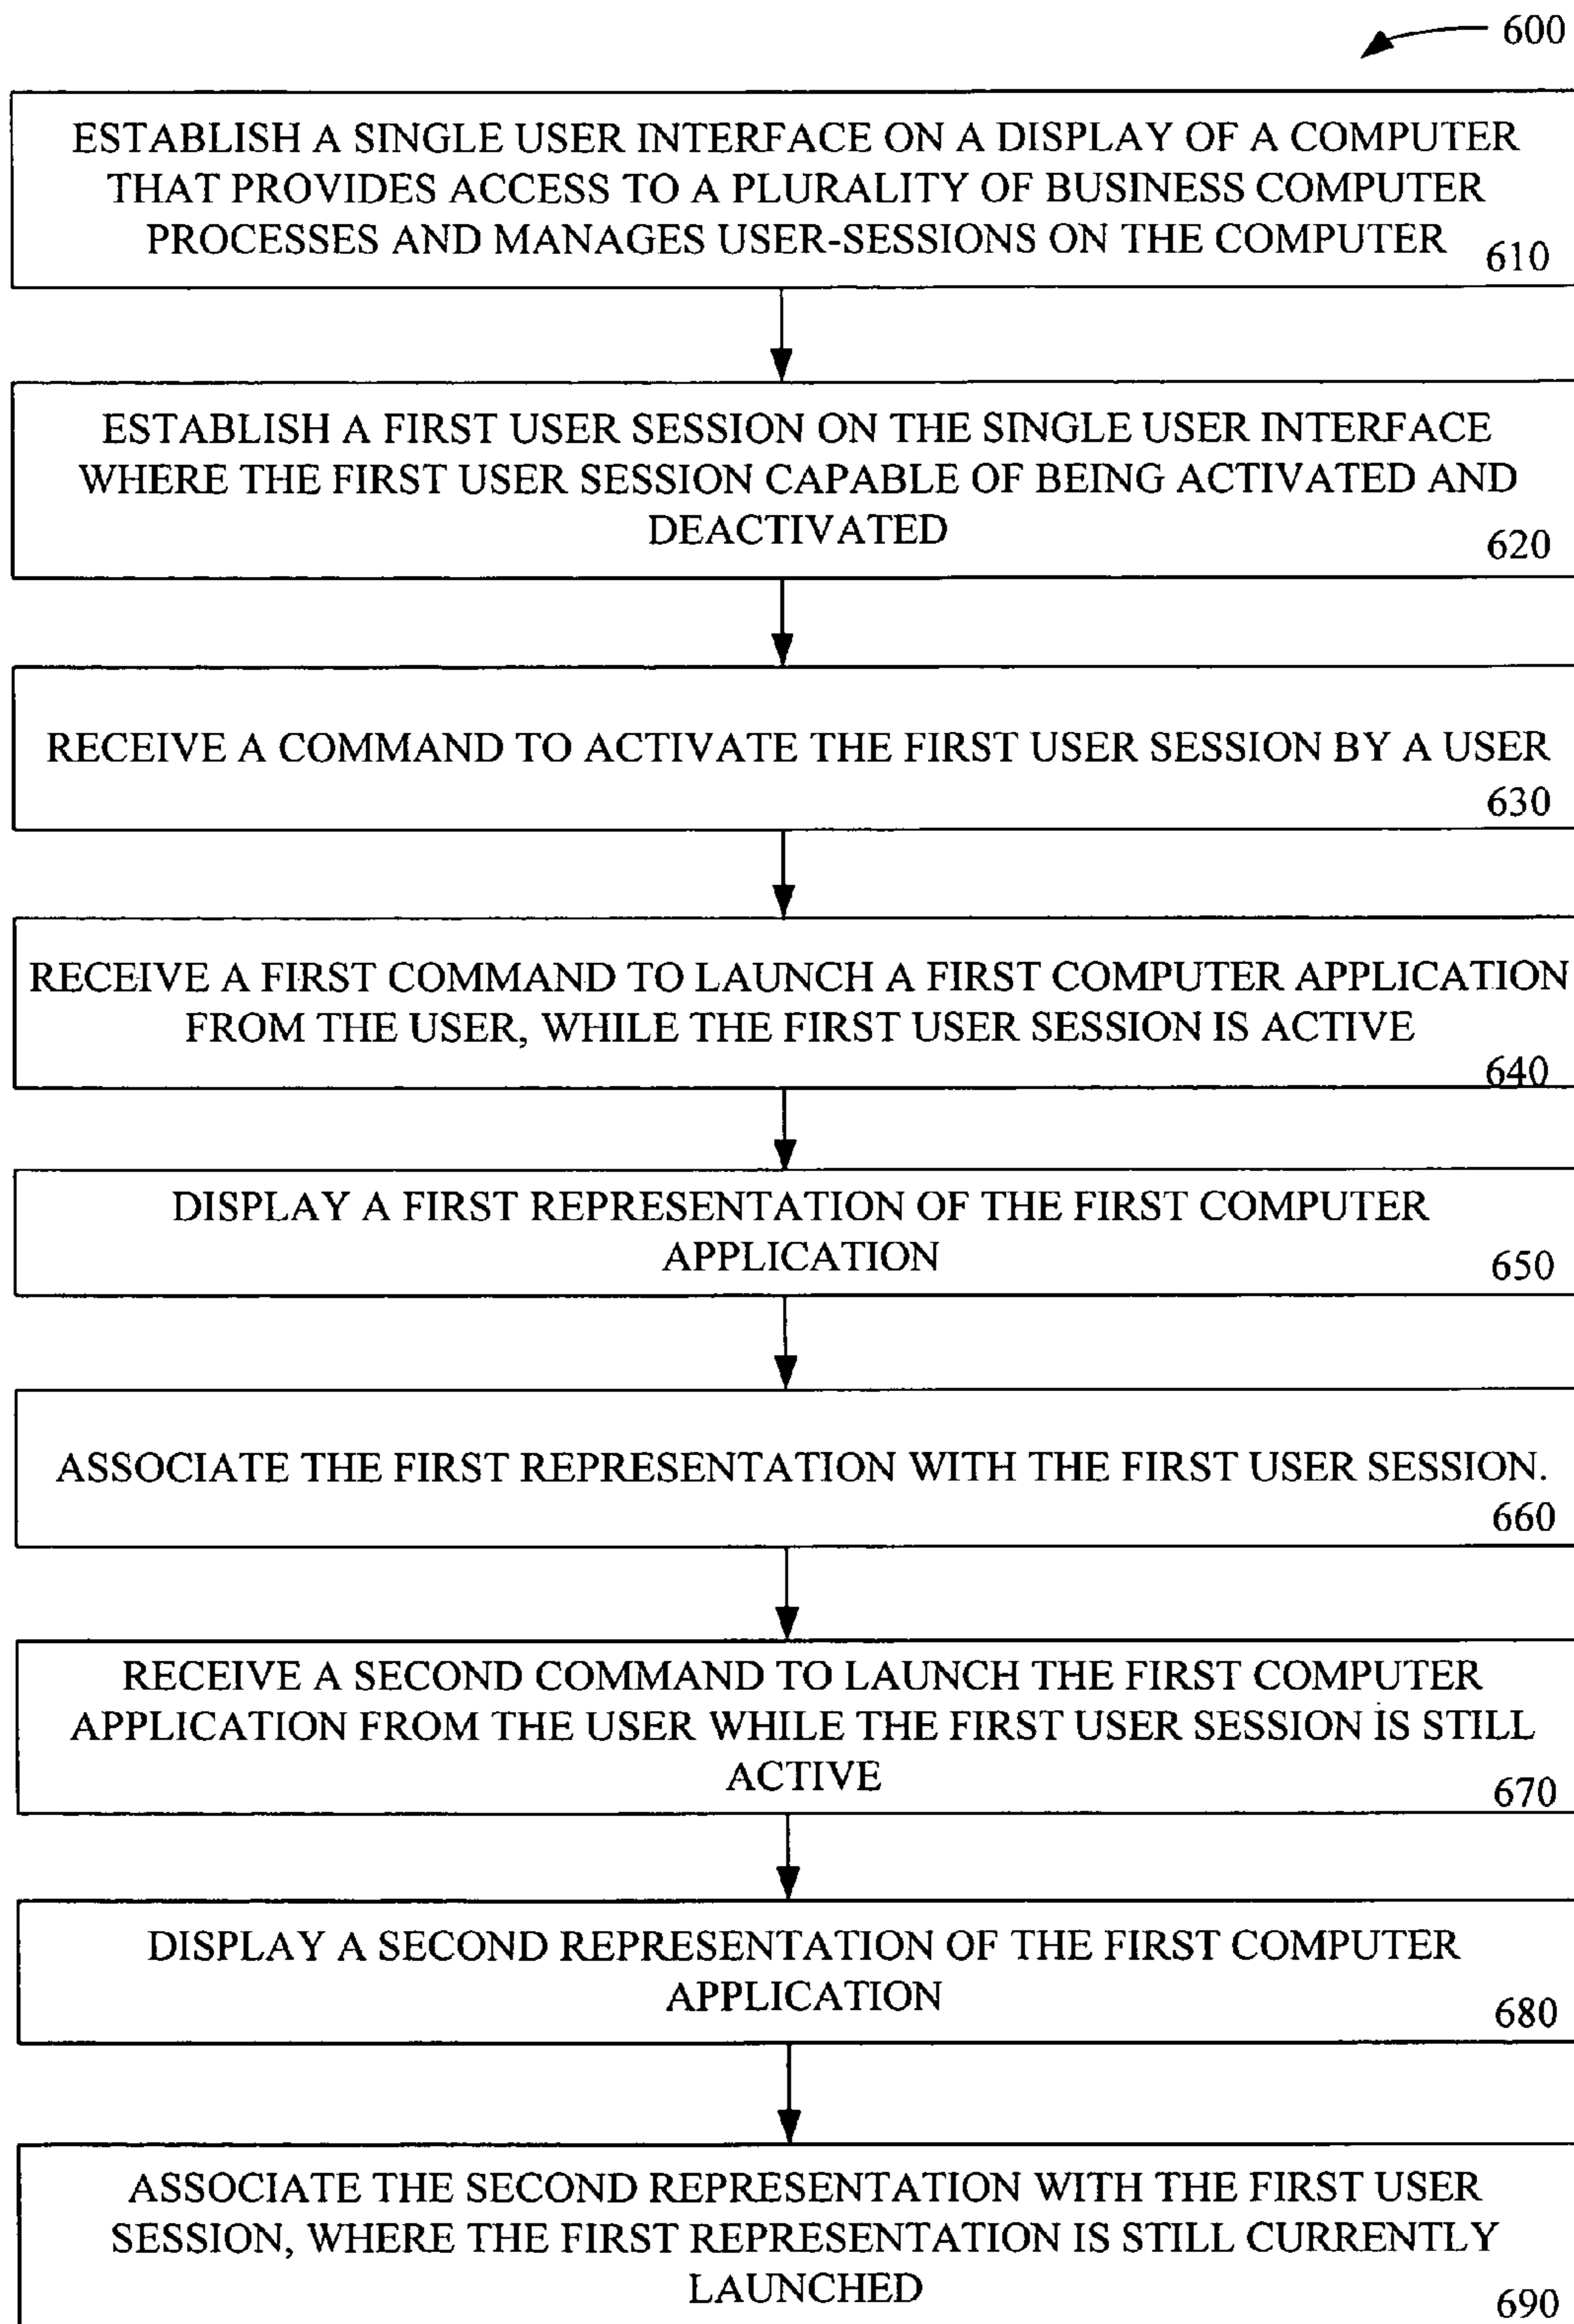 600
ESTABLISH A SINGLE USER INTERFACE ON A DISPLAY OF A COMPUTER
THAT PROVIDES ACCESS TO A PLURALITY OF BUSINESS COMPUTER
PROCESSES AND MANAGES USER-SESSIONS ON THE COMPUTER
610
ESTABLISH A FIRST USER SESSION ON THE SINGLE USER INTERFACE
WHERE THE FIRST USER SESSION CAPABLE OF BEING ACTIVATED AND
DEACTIVATED
620
RECEIVE A COMMAND TO ACTIVATE THE FIRST USER SESSION BY A USER
630
RECEIVE A FIRST COMMAND TO LAUNCH A FIRST COMPUTER APPLICATION
FROM THE USER, WHILE THE FIRST USER SESSION IS ACTIVE
640
DISPLAY A FIRST REPRESENTATION OF THE FIRST COMPUTER
APPLICATION
650
ASSOCIATE THE FIRST REPRESENTATION WITH THE FIRST USER SESSION.
660
RECEIVE A SECOND COMMAND TO LAUNCH THE FIRST COMPUTER
APPLICATION FROM THE USER WHILE THE FIRST USER SESSION IS STILL
ACTIVE
670
DISPLAY A SECOND REPRESENTATION OF THE FIRST COMPUTER
APPLICATION
680
ASSOCIATE THE SECOND REPRESENTATION WITH THE FIRST USER
SESSION, WHERE THE FIRST REPRESENTATION IS STILL CURRENTLY
LAUNCHED
690